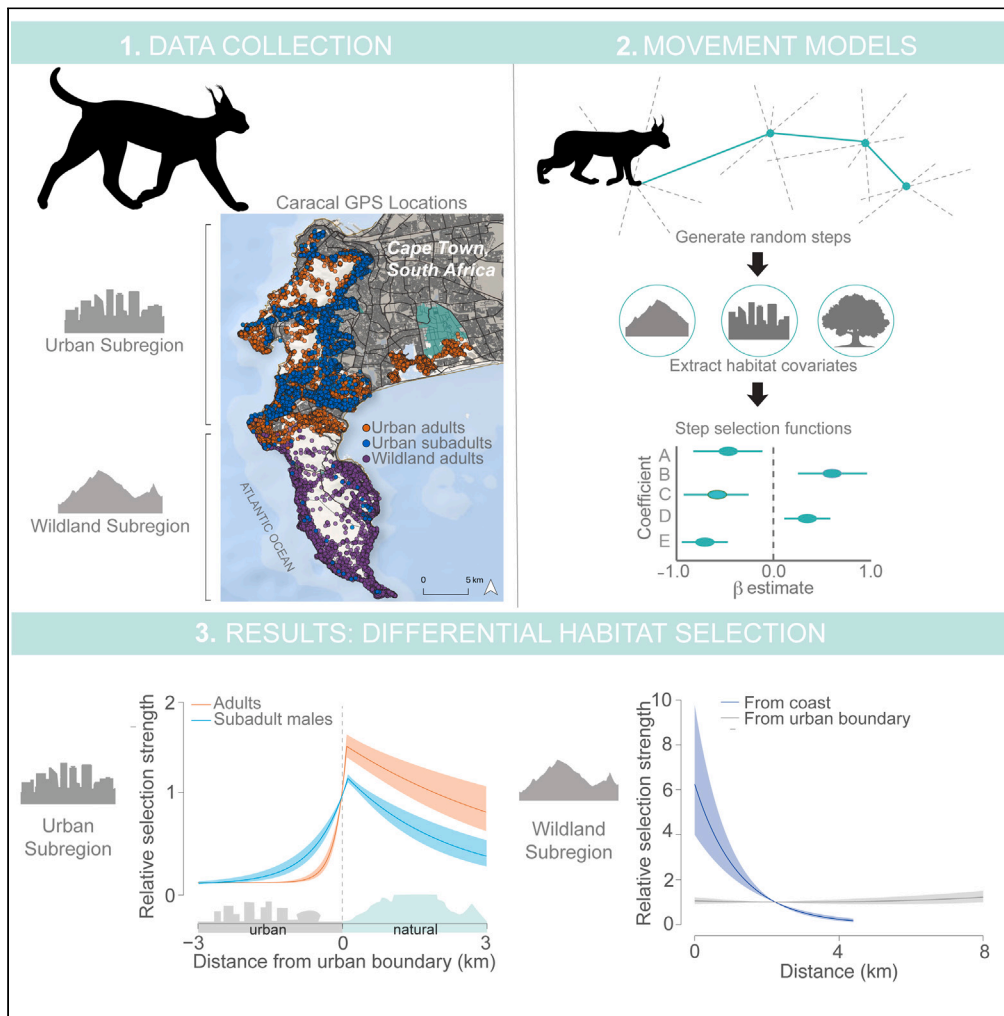 1. DATA COLLECTION
Caracal GPS Locations
Cape Town,
South Africa
Urban Subregion
Urban adults
Urban subadults
Wildland adults
Wildland Subregion
ATLANTIC OCEAN
0 5 km
2. MOVEMENT MODELS
Generate random steps
Extract habitat covariates
Step selection functions
Coefficient
A
B
C
D
E
−1.0 0.0 1.0
β estimate
3. RESULTS: DIFFERENTIAL HABITAT SELECTION
Urban
Subregion
Relative selection strength
2
1
0
Adults
Subadult males
urban natural
−3 0 3
Distance from urban boundary (km)
Wildland
Subregion
Relative selection strength
10
8
6
4
2
0
From coast
From urban boundary
0 4 8
Distance (km)